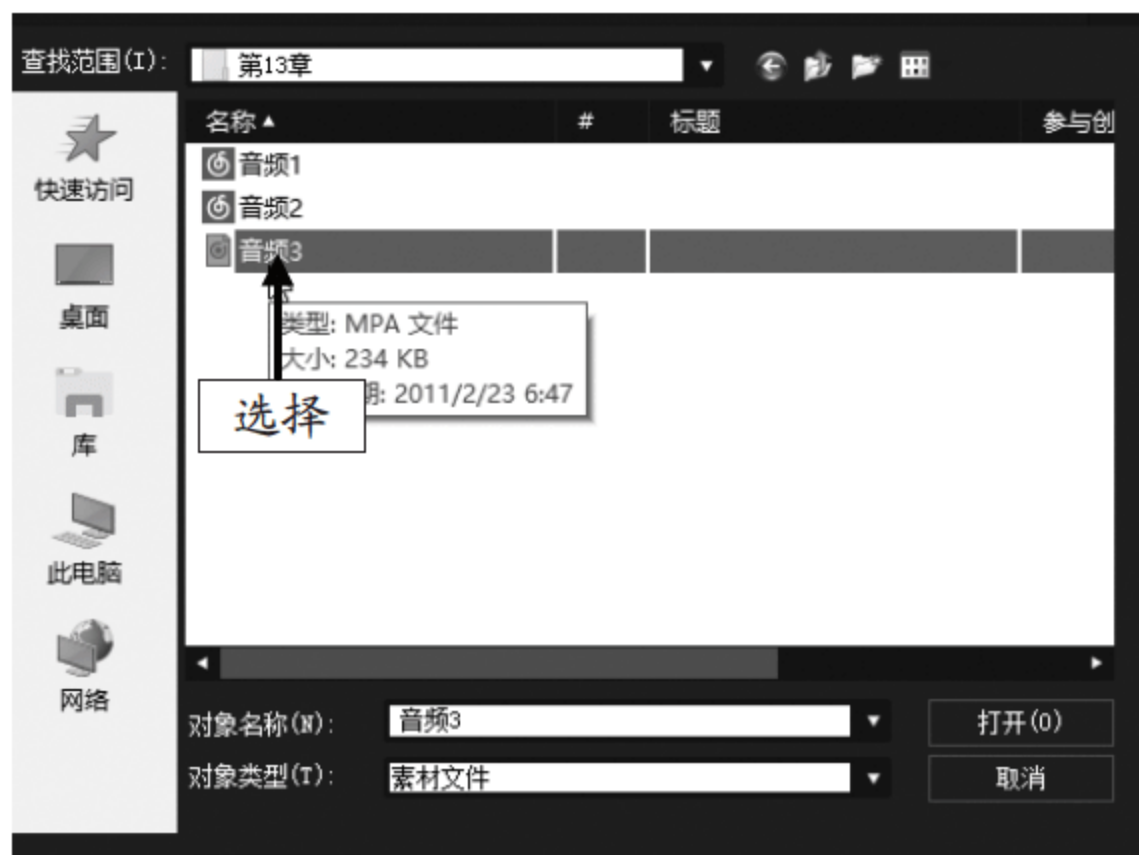 查找范围(I):
第13章
名称
#
标题
参与创
音频1
音频2
音频3
类型: MPA 文件
大小: 234 KB
期: 2011/2/23 6:47
选择
快速访问
桌面
库
此电脑
网络
对象名称(N):
音频3
打开(O)
对象类型(T):
素材文件
取消